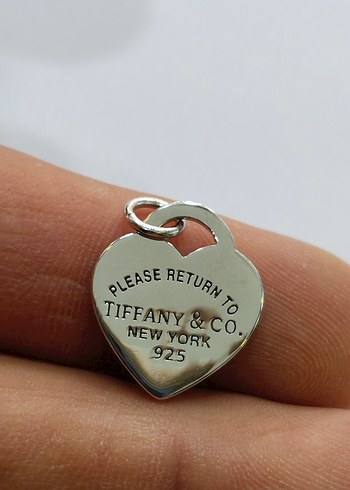 PLEASE RETURN TO
TIFFANY & CO.
NEW YORK
925